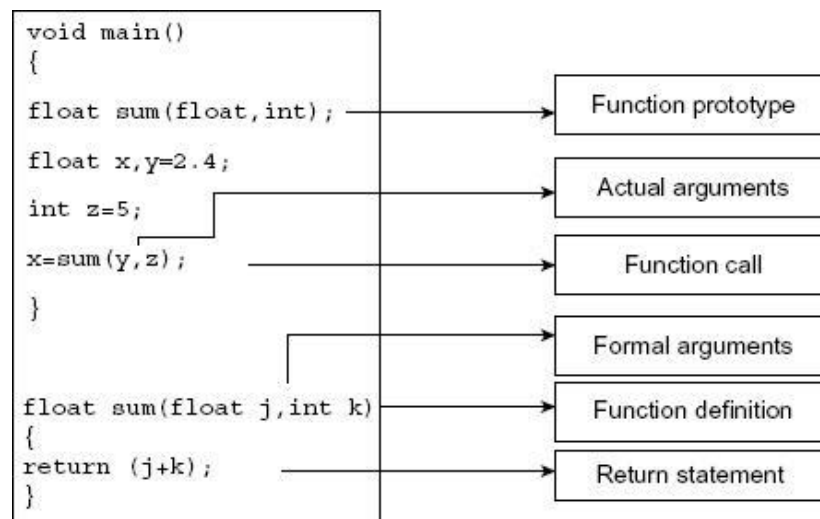 void main()
{
float sum(float,int);
Function prototype
float x,y=2.4;
Actual arguments
int z=5;
x=sum(y,z);
Function call
}
Formal arguments
float sum(float j,int k)
Function definition
{
return (j+k);
Return statement
}